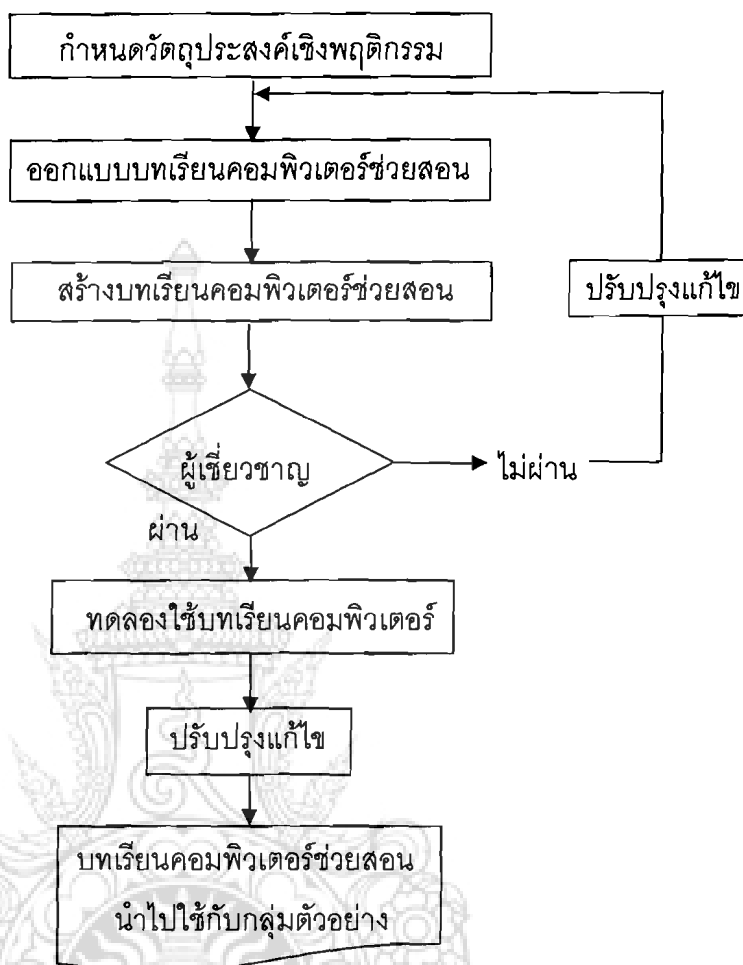 กำหนดวัตถุประสงค์เชิงพฤติกรรม
ออกแบบบทเรียนคอมพิวเตอร์ช่วยสอน
สร้างบทเรียนคอมพิวเตอร์ช่วยสอน
ปรับปรุงแก้ไข
ผู้เชี่ยวชาญ
ไม่ผ่าน
ผ่าน
ทดลองใช้บทเรียนคอมพิวเตอร์
ปรับปรุงแก้ไข
บทเรียนคอมพิวเตอร์ช่วยสอน
นำไปใช้กับกลุ่มตัวอย่าง